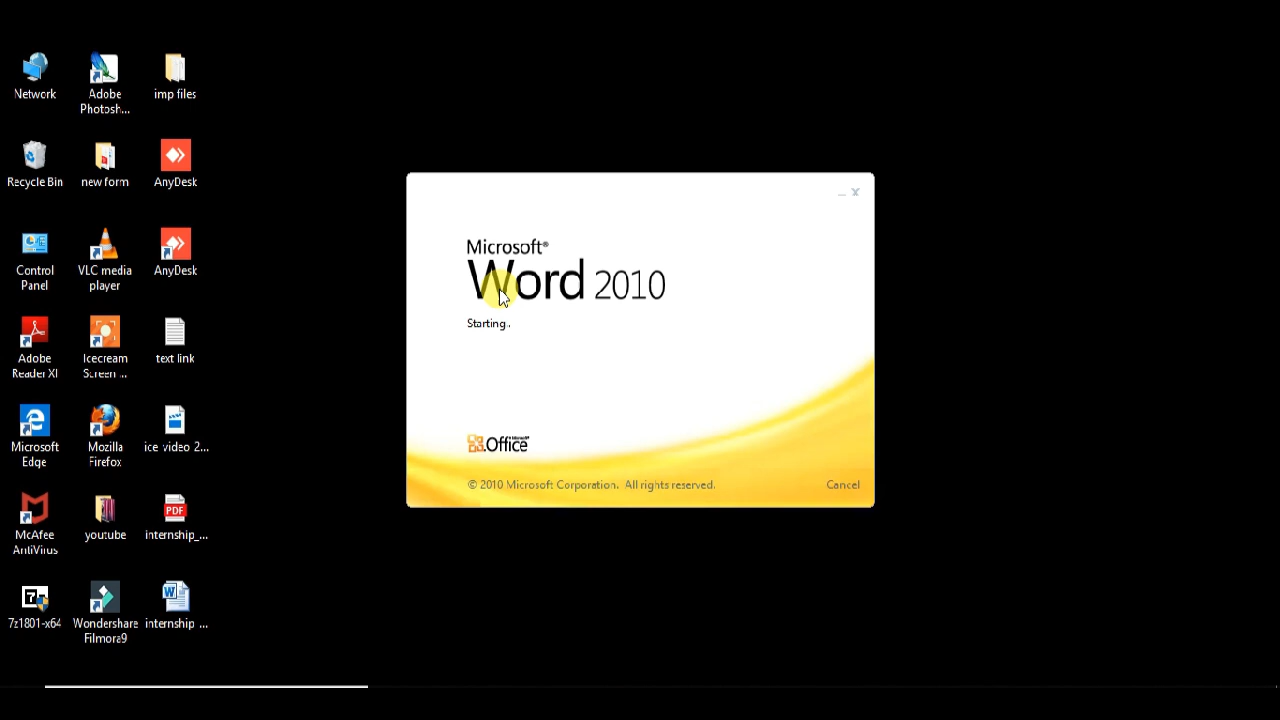 Network
Adobe
Photosh...
imp files
Recycle Bin
new form
AnyDesk
Control
Panel
VLC media
player
AnyDesk
Adobe
Reader XI
Icecream
Screen ...
text link
Microsoft
Edge
Mozilla
Firefox
ice video 2...
McAfee
AntiVirus
youtube
PDF
internship_...
7z1801-x64
Wondershare
Filmora9
internship ...
Microsoft®
Word 2010
Starting..
Microsoft®
Office
© 2010 Microsoft Corporation. All rights reserved.
Cancel